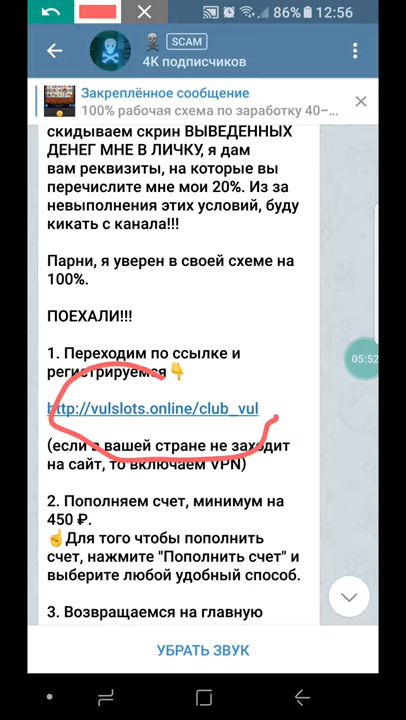 86% 12:56
SCAM
4K подписчиков
Закреплённое сообщение
100% рабочая схема по заработку 40–...
скидываем скрин ВЫВЕДЕННЫХ
ДЕНЕГ МНЕ В ЛИЧКУ, я дам
вам реквизиты, на которые вы
перечислите мне мои 20%. Из за
невыполнения этих условий, буду
кикать с канала!!!
Парни, я уверен в своей схеме на
100%.
ПОЕХАЛИ!!!
1. Переходим по ссылке и
регистрируемся👇
http://vulslots.online/club_vul
(если в вашей стране не заходит
на сайт, то включаем VPN)
05:52
2. Пополняем счет, минимум на
450 ₽.
☝Для того чтобы пополнить
счет, нажмите "Пополнить счет" и
выберите любой удобный способ.
3. Возвращаемся на главную
УБРАТЬ ЗВУК